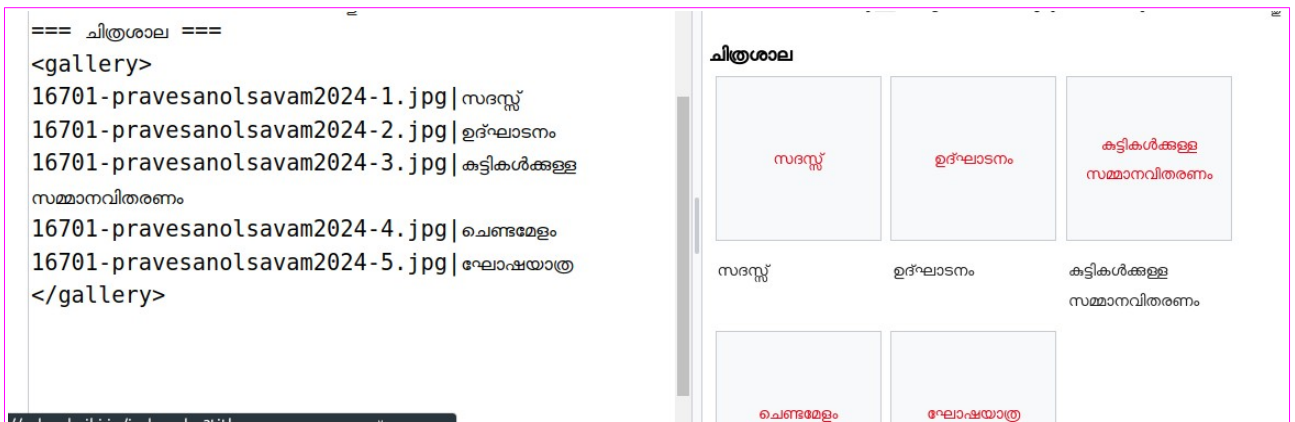 === ചിത്രശാല ===
<gallery>
16701-pravesanolsavam2024-1.jpg|സദസ്സ്
16701-pravesanolsavam2024-2.jpg|ഉദ്ഘാടനം
16701-pravesanolsavam2024-3.jpg|കുട്ടികൾക്കുള്ള
സമ്മാനവിതരണം
16701-pravesanolsavam2024-4.jpg|ചെണ്ടമേളം
16701-pravesanolsavam2024-5.jpg|ഘോഷയാത്ര
</gallery>
ചിത്രശാല
സദസ്സ്
ഉദ്ഘാടനം
കുട്ടികൾക്കുള്ള
സമ്മാനവിതരണം
സദസ്സ്
ഉദ്ഘാടനം
കുട്ടികൾക്കുള്ള
സമ്മാനവിതരണം
ചെണ്ടമേളം
ഘോഷയാത്ര